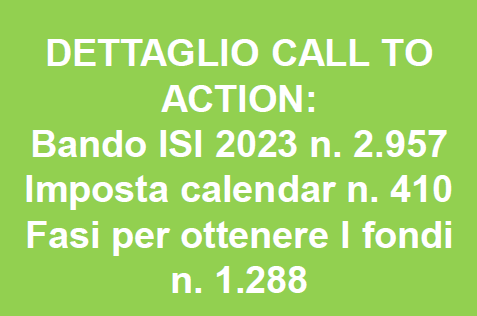 DETTAGLIO CALL TO
ACTION:
Bando ISI 2023 n. 2.957
Imposta calendar n. 410
Fasi per ottenere I fondi
n. 1.288